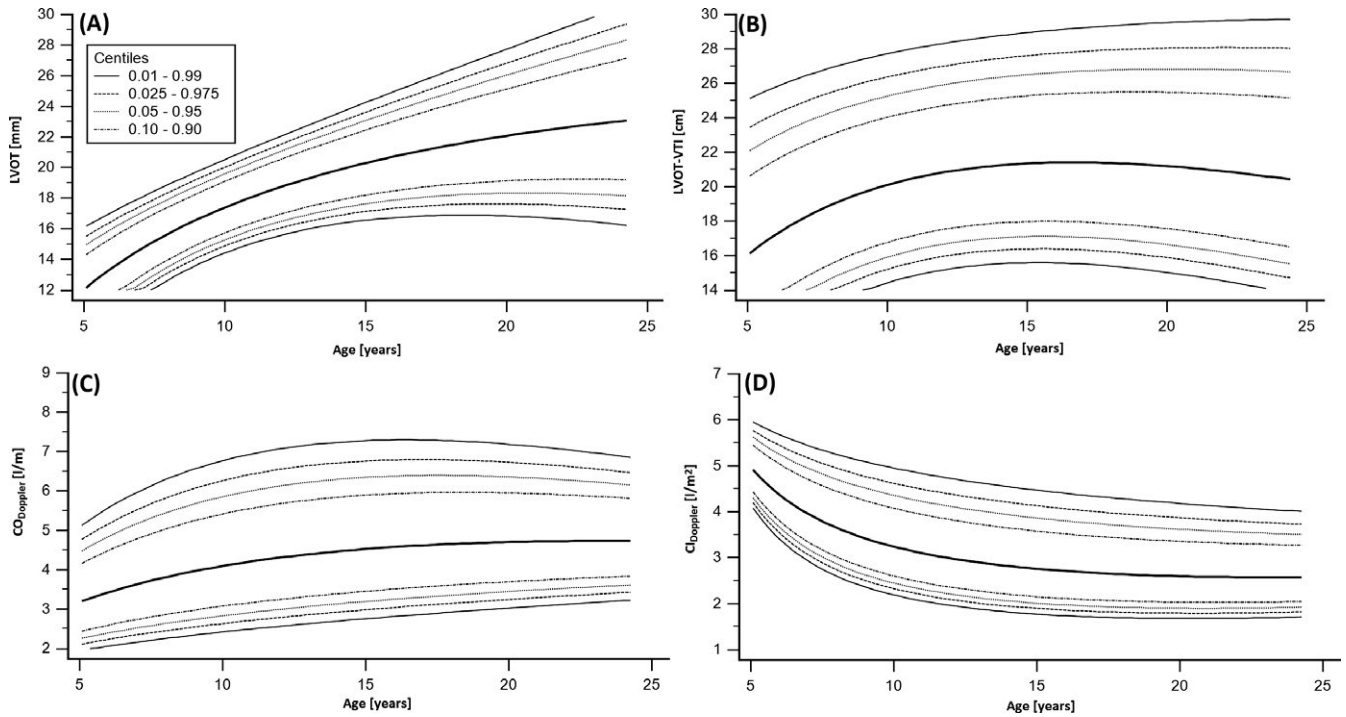 (A)
30
28
26
24
22
20
18
16
14
12
LVOT [mm]
Centiles
0.01 - 0.99
0.025 - 0.975
0.05 - 0.95
0.10 - 0.90
5 10 15 20 25
Age [years]
(B)
30
28
26
24
22
20
18
16
14
LVOT-VTI [cm]
5 10 15 20 25
Age [years]
(C)
9
8
7
6
5
4
3
2
CODoppler [l/m]
5 10 15 20 25
Age [years]
(D)
7
6
5
4
3
2
1
CIDoppler [l/m²]
5 10 15 20 25
Age [years]